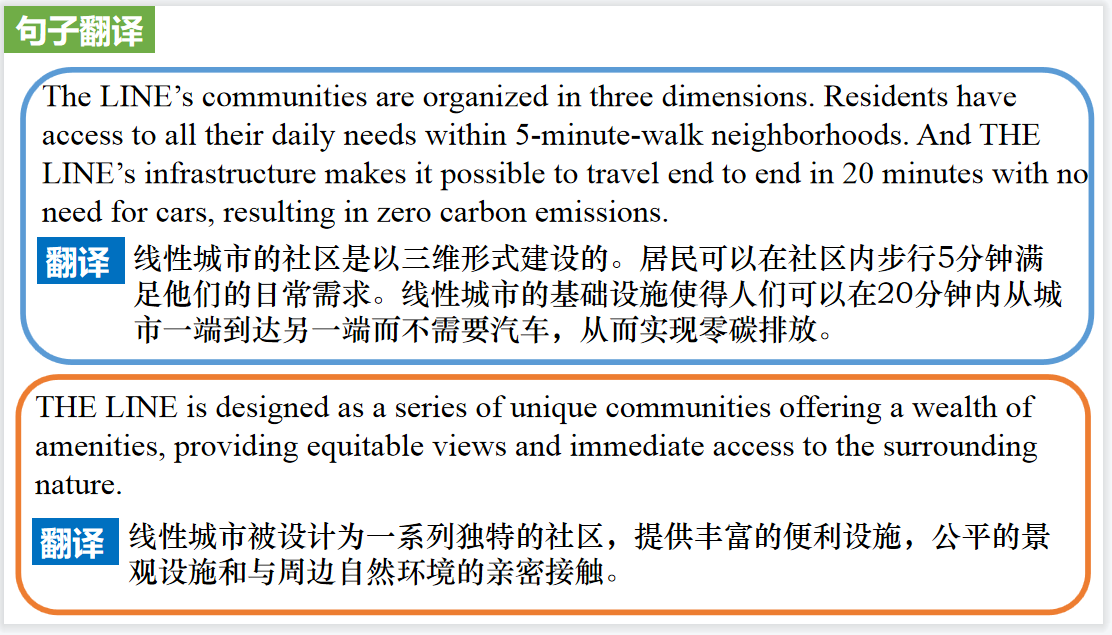 句子翻译
The LINE’s communities are organized in three dimensions. Residents have
access to all their daily needs within 5-minute-walk neighborhoods. And THE
LINE’s infrastructure makes it possible to travel end to end in 20 minutes with no
need for cars, resulting in zero carbon emissions.
翻译 线性城市的社区是以三维形式建设的。居民可以在社区内步行5分钟满
足他们的日常需求。线性城市的基础设施使得人们可以在20分钟内从城
市一端到达另一端而不需要汽车，从而实现零碳排放。
THE LINE is designed as a series of unique communities offering a wealth of
amenities, providing equitable views and immediate access to the surrounding
nature.
翻译 线性城市被设计为一系列独特的社区，提供丰富的便利设施，公平的景
观设施和与周边自然环境的亲密接触。